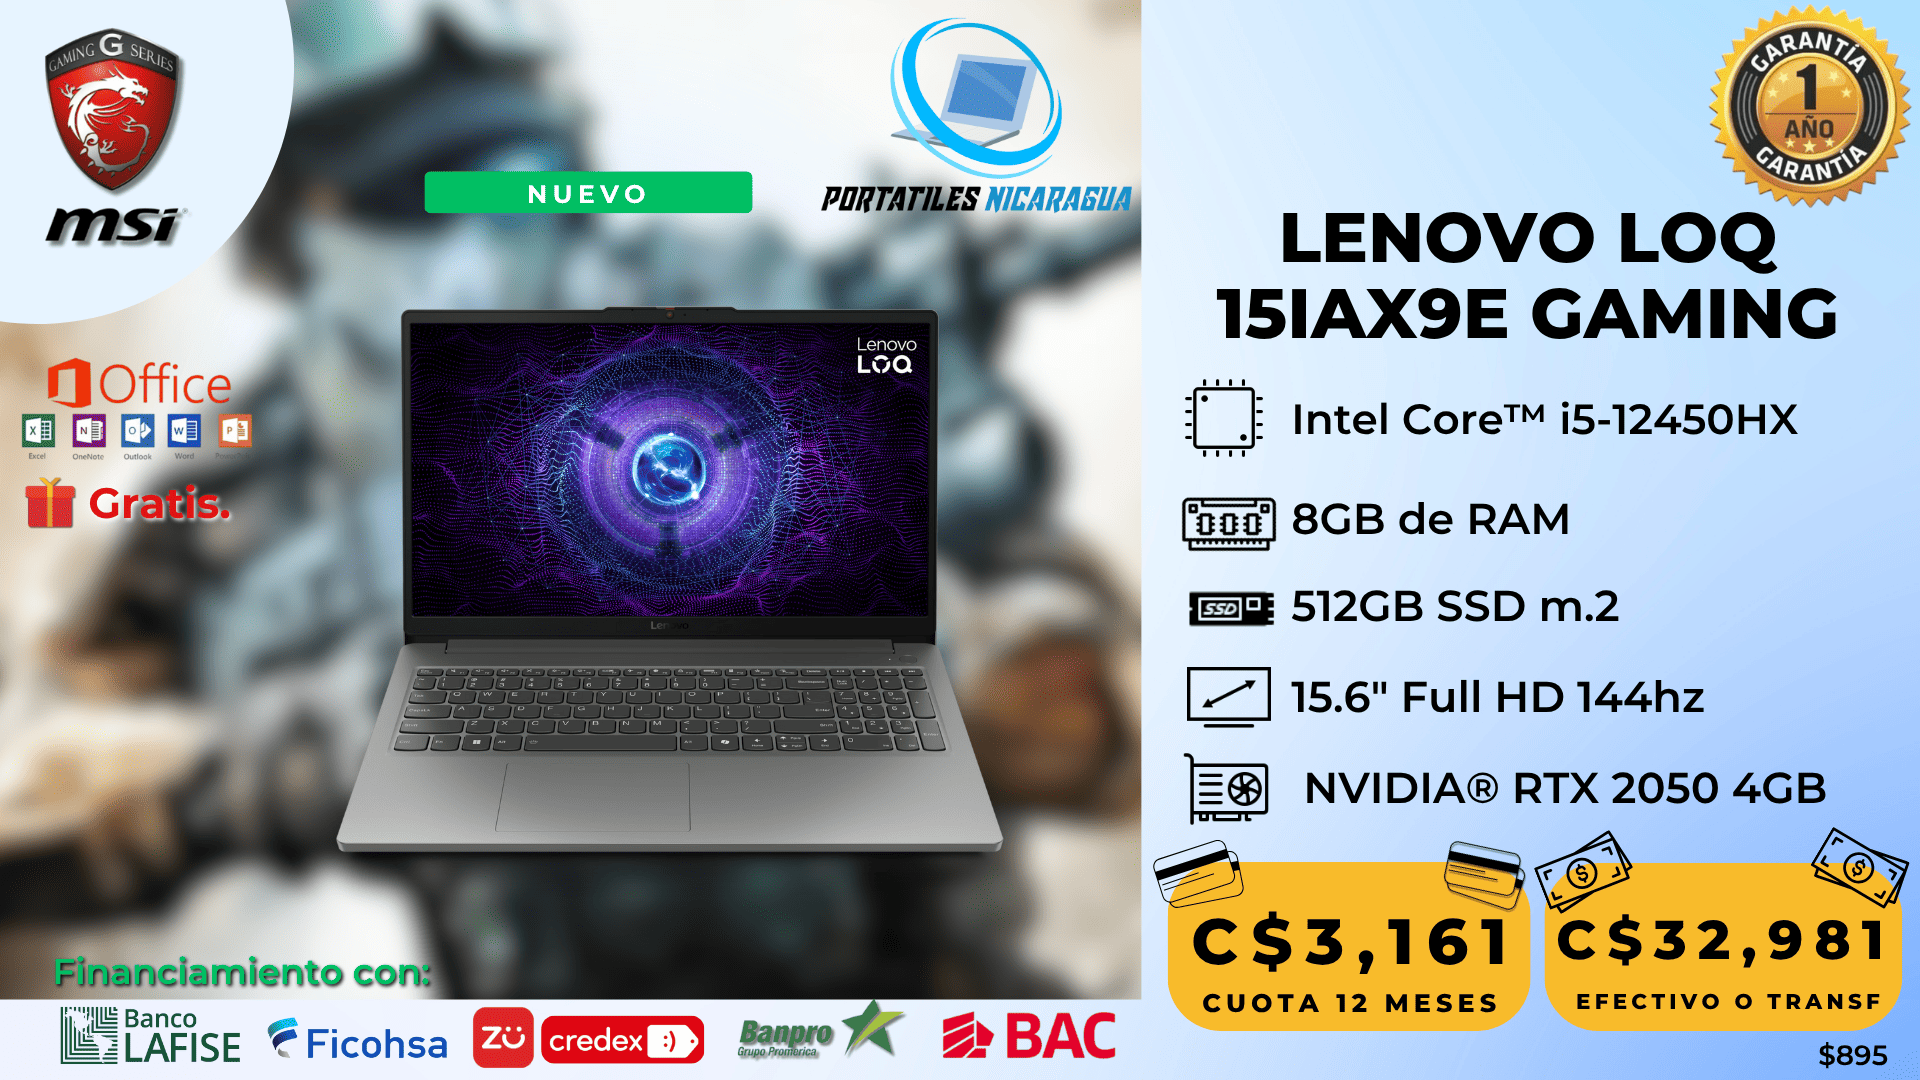 GAMING G SERIES
msi
NUEVO
PORTATILES NICARAGUA
GARANTÍA
1
AÑO
GARANTÍA
LENOVO LOQ
15IAX9E GAMING
Office
Excel OneNote Outlook Word
Gratis.
Lenovo
LOQ
Lenovo
Intel Core™ i5-12450HX
8GB de RAM
SSD
512GB SSD m.2
15.6" Full HD 144hz
NVIDIA® RTX 2050 4GB
C$3,161
CUOTA 12 MESES
C$32,981
EFECTIVO O TRANSF
$895
Financiamiento con:
Banco
LAFISE
Ficohsa
zü
credex
Banpro
Grupo Promerica
BAC